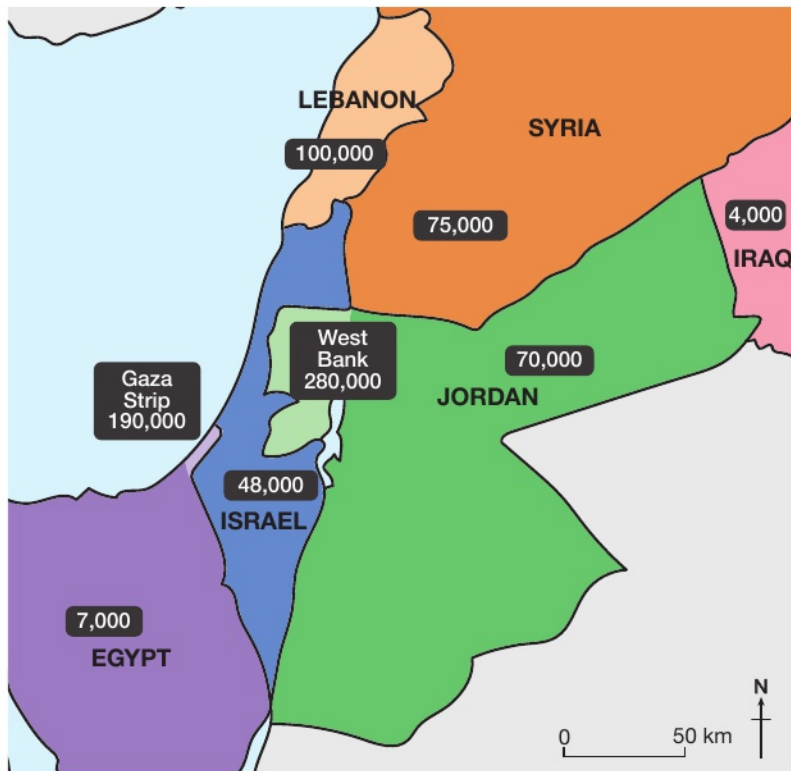 LEBANON
100,000
SYRIA
75,000
4,000
IRAQ
West
Bank
280,000
70,000
JORDAN
Gaza
Strip
190,000
48,000
ISRAEL
7,000
EGYPT
N
0 50 km